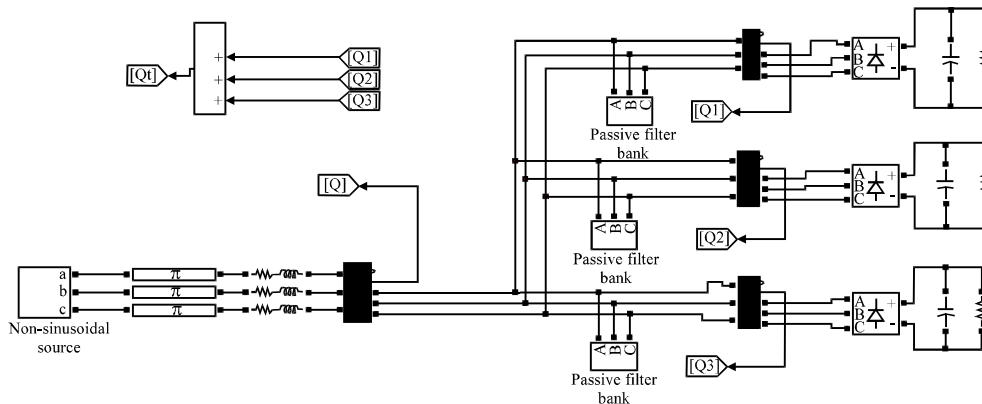 [Qt]
+
+
+
[Q1]
[Q2]
[Q3]
A
B
C
Passive filter
bank
[Q1]
A
B
C
+
-
[Q]
A
B
C
Passive filter
bank
[Q2]
A
B
C
+
-
a
b
c
π
π
π
Non-sinusoidal
source
A
B
C
Passive filter
bank
[Q3]
A
B
C
+
-